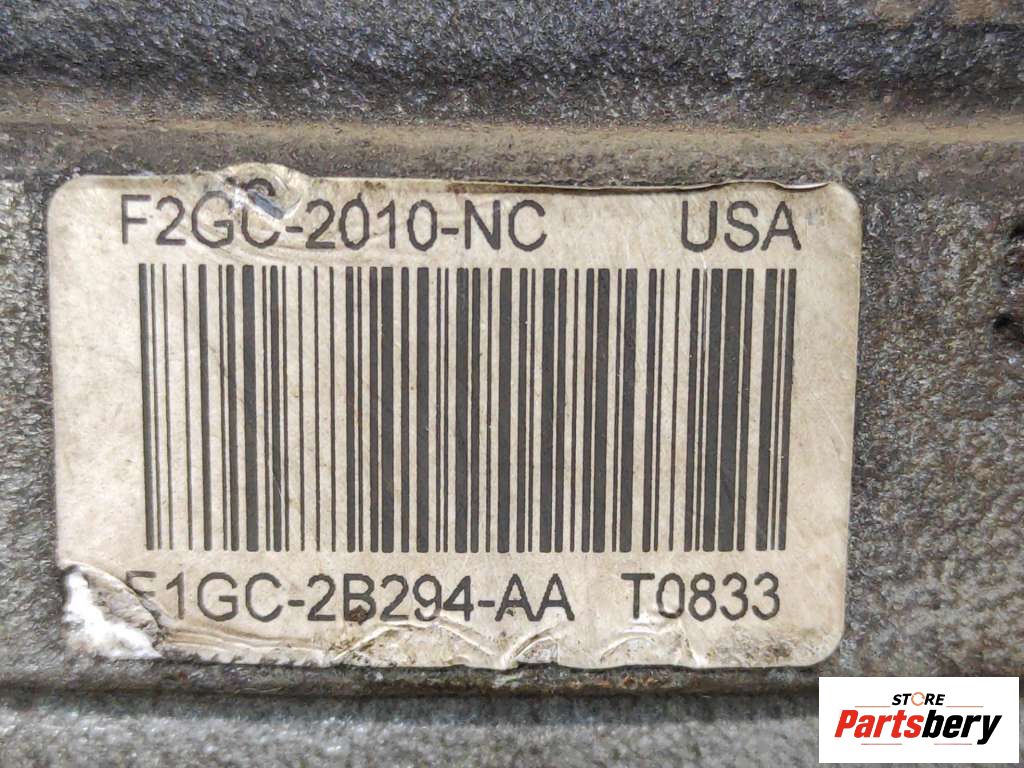 F2GC-2010-NC USA
F1GC-2B294-AA T0833
STORE
Partsbery